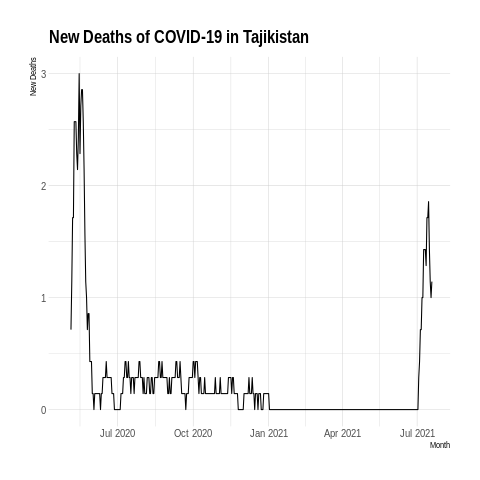 New Deaths of COVID-19 in Tajikistan
New Deaths
3
2
1
0
Jul 2020 Oct 2020 Jan 2021 Apr 2021 Jul 2021
Month